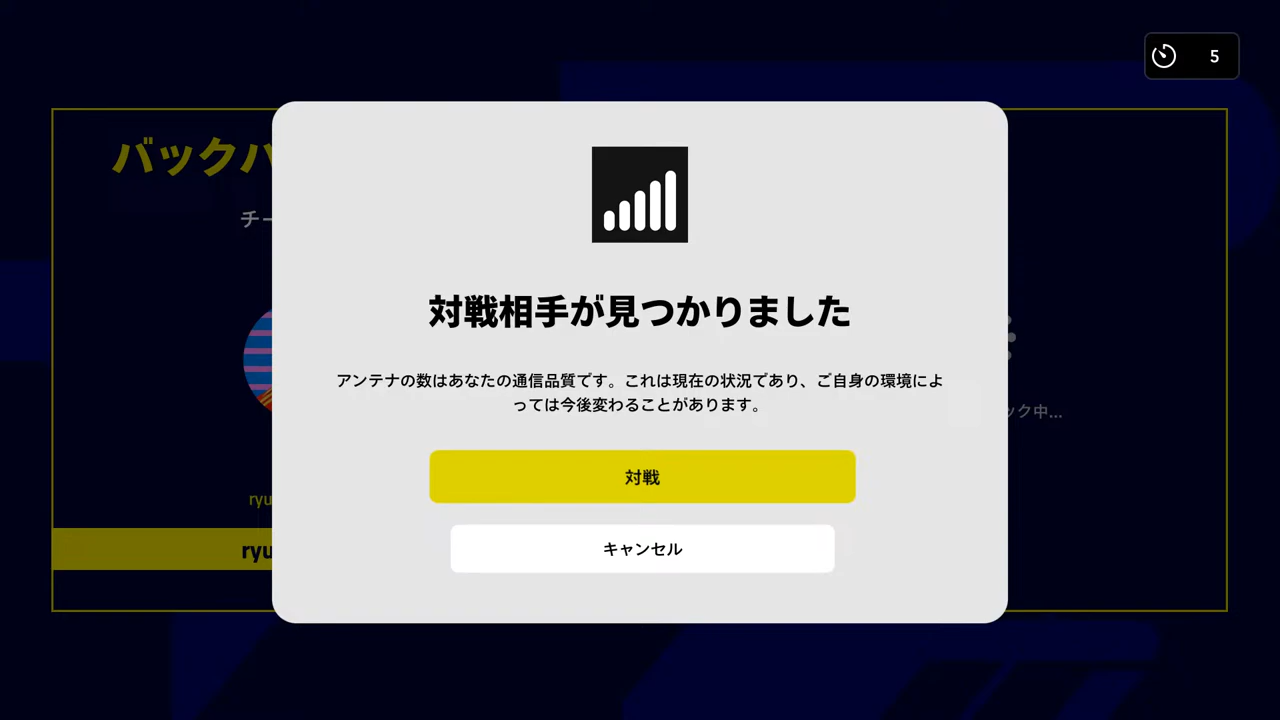 5
バックハ
チー
対戦相手が見つかりました
アンテナの数はあなたの通信品質です。これは現在の状況であり、ご自身の環境によ
っては今後変わることがあります。
ック中...
対戦
ryu
キャンセル
ryu